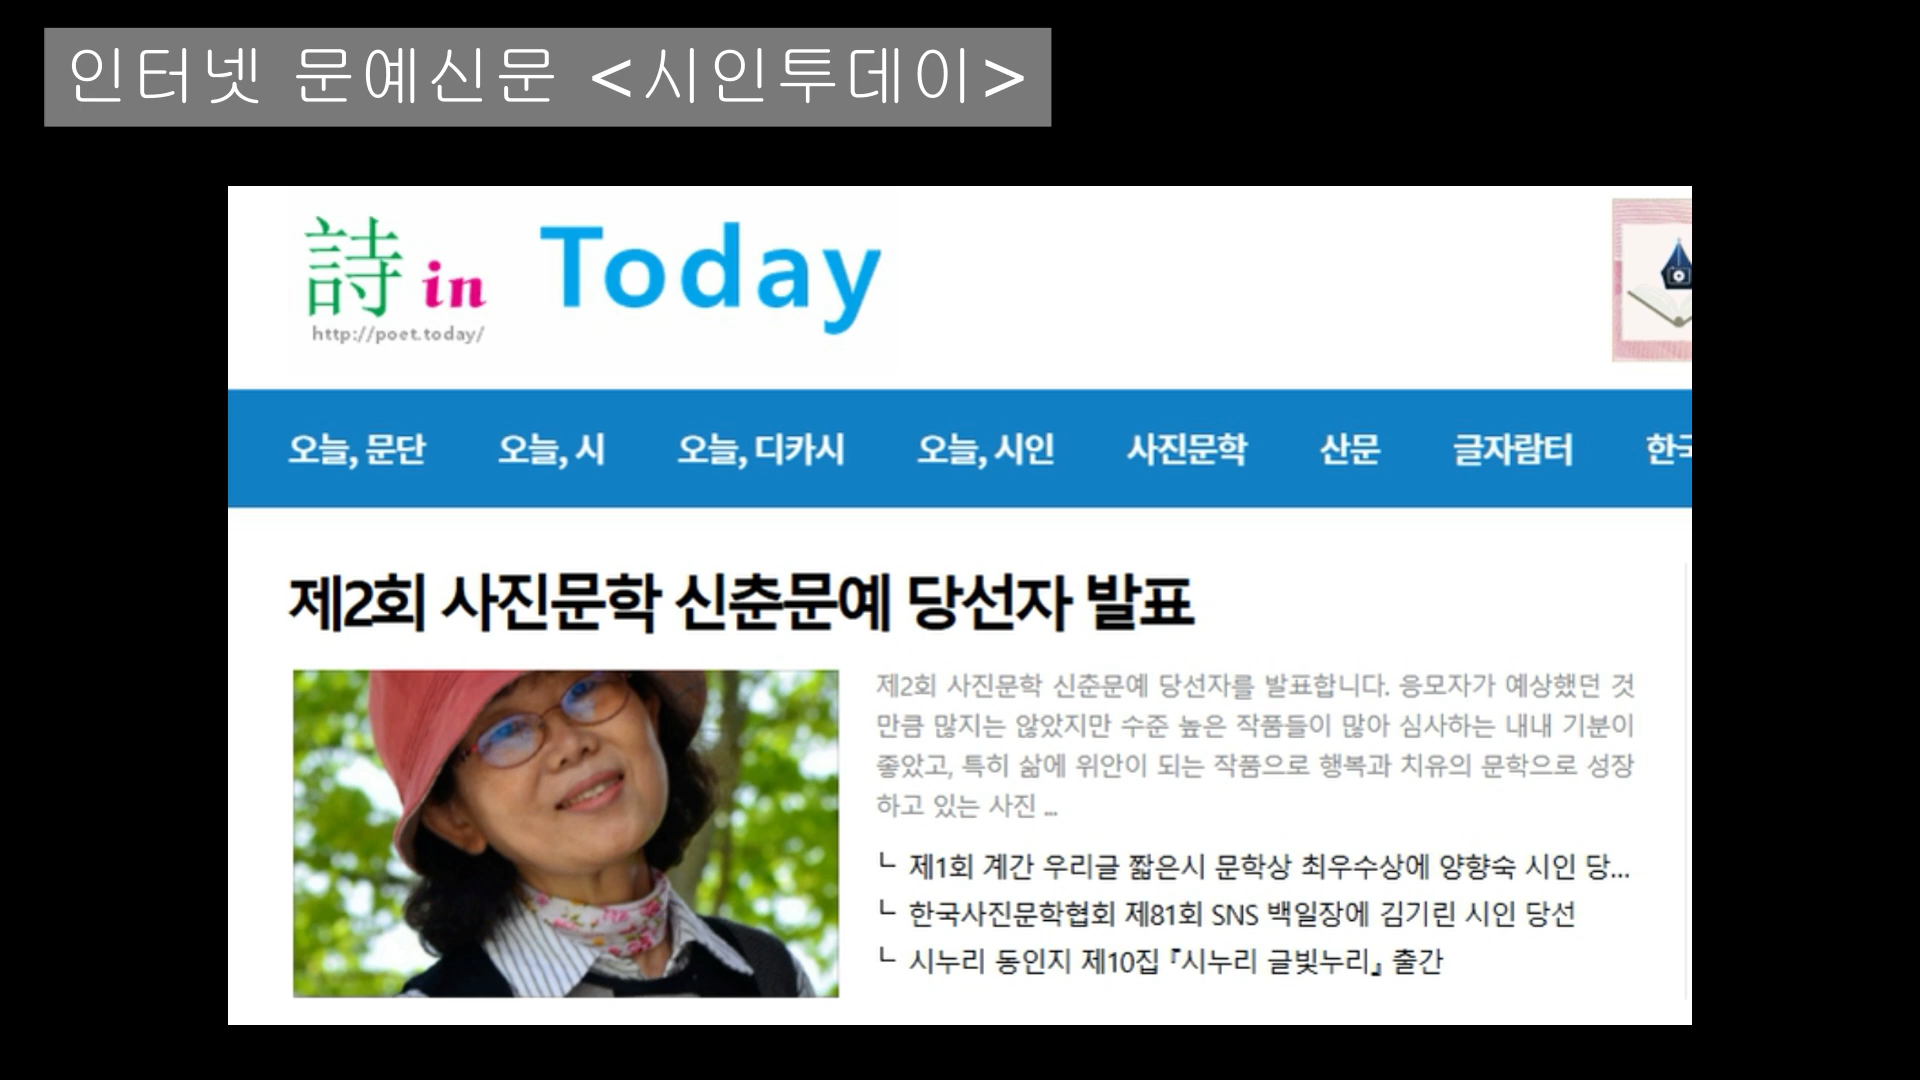 인터넷 문예신문 <시인투데이>
詩 in Today
http://poet.today/
오늘, 문단 오늘, 시 오늘, 디카시 오늘, 시인 사진문학 산문 글자람터 한국
제2회 사진문학 신춘문예 당선자 발표
제2회 사진문학 신춘문예 당선자를 발표합니다. 응모자가 예상했던 것
만큼 많지는 않았지만 수준 높은 작품들이 많아 심사하는 내내 기분이
좋았고, 특히 삶에 위안이 되는 작품으로 행복과 치유의 문학으로 성장
하고 있는 사진 ...
ㄴ 제1회 계간 우리글 짧은시 문학상 최우수상에 양향숙 시인 당...
ㄴ 한국사진문학협회 제81회 SNS 백일장에 김기린 시인 당선
ㄴ 시누리 동인지 제10집 『시누리 글빛누리』 출간